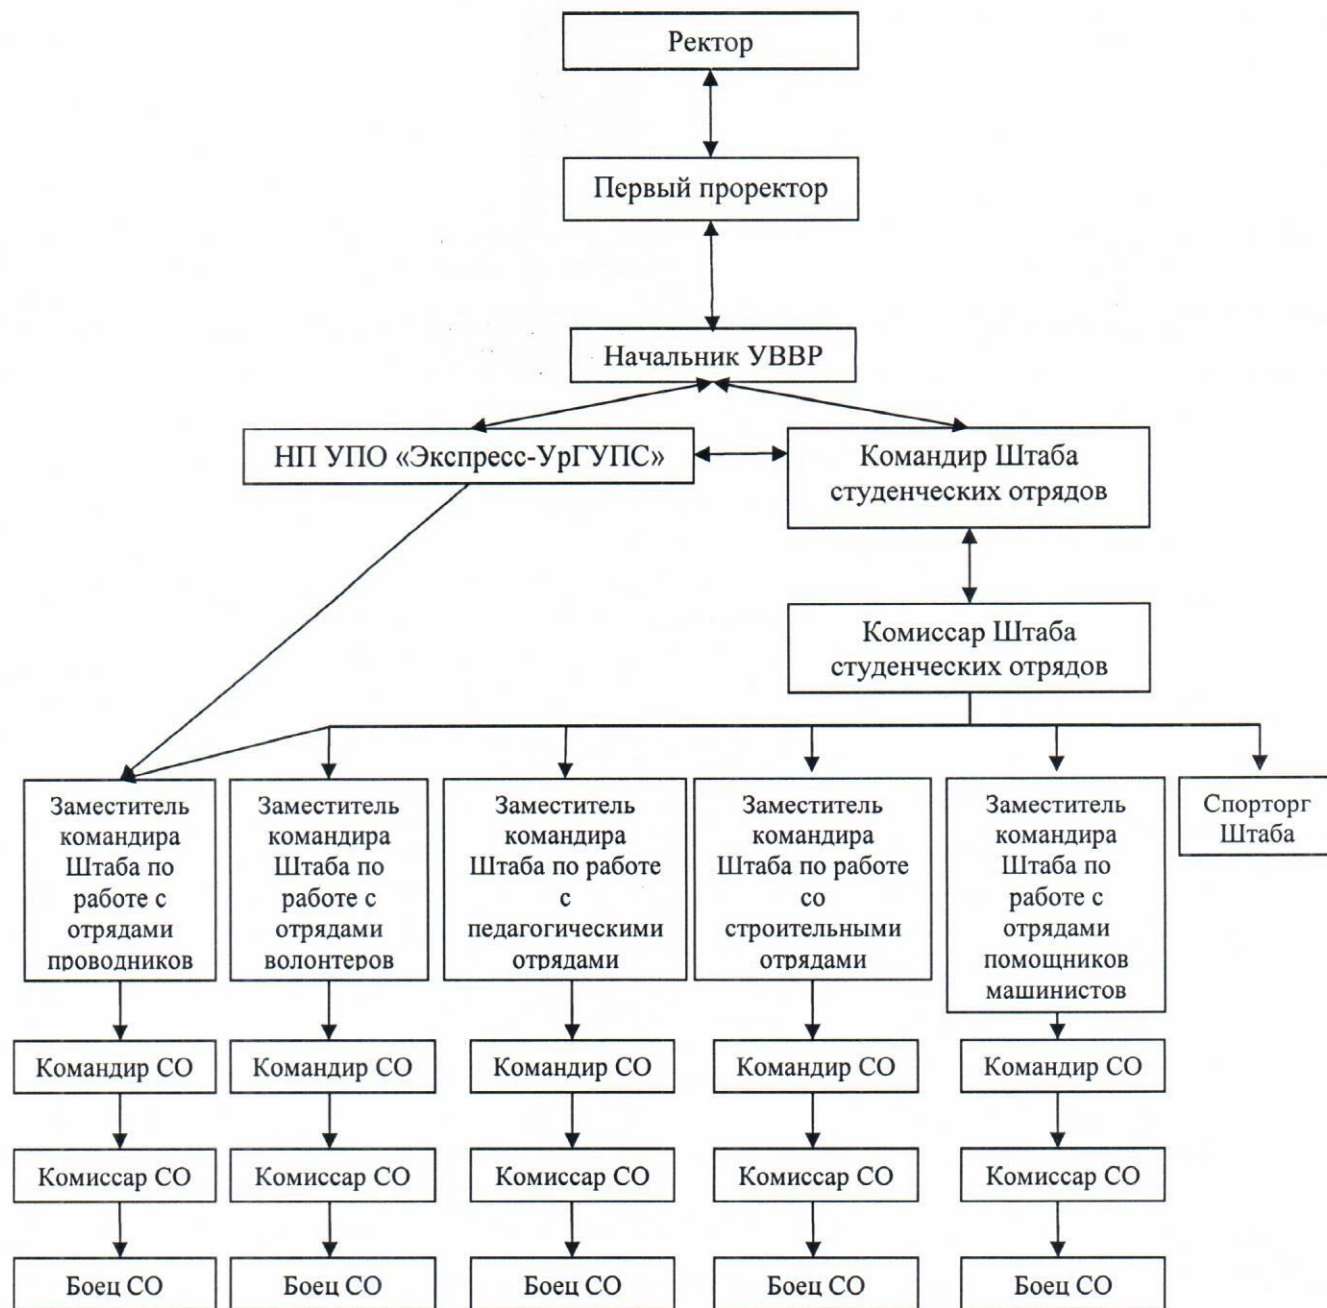 Ректор
Первый проректор
Начальник УВВР
НП УПО «Экспресс-УрГУПС»
Командир Штаба
студенческих отрядов
Комиссар Штаба
студенческих отрядов
Заместитель
командира
Штаба по
работе с
отрядами
проводников
Заместитель
командира
Штаба по
работе с
отрядами
волонтеров
Заместитель
командира
Штаба по работе
с
педагогическими
отрядами
Заместитель
командира
Штаба по работе
со
строительными
отрядами
Заместитель
командира
Штаба по
работе с
отрядами
помощников
машинистов
Спорторг
Штаба
Командир СО
Командир СО
Командир СО
Командир СО
Командир СО
Комиссар СО
Комиссар СО
Комиссар СО
Комиссар СО
Комиссар СО
Боец СО
Боец СО
Боец СО
Боец СО
Боец СО